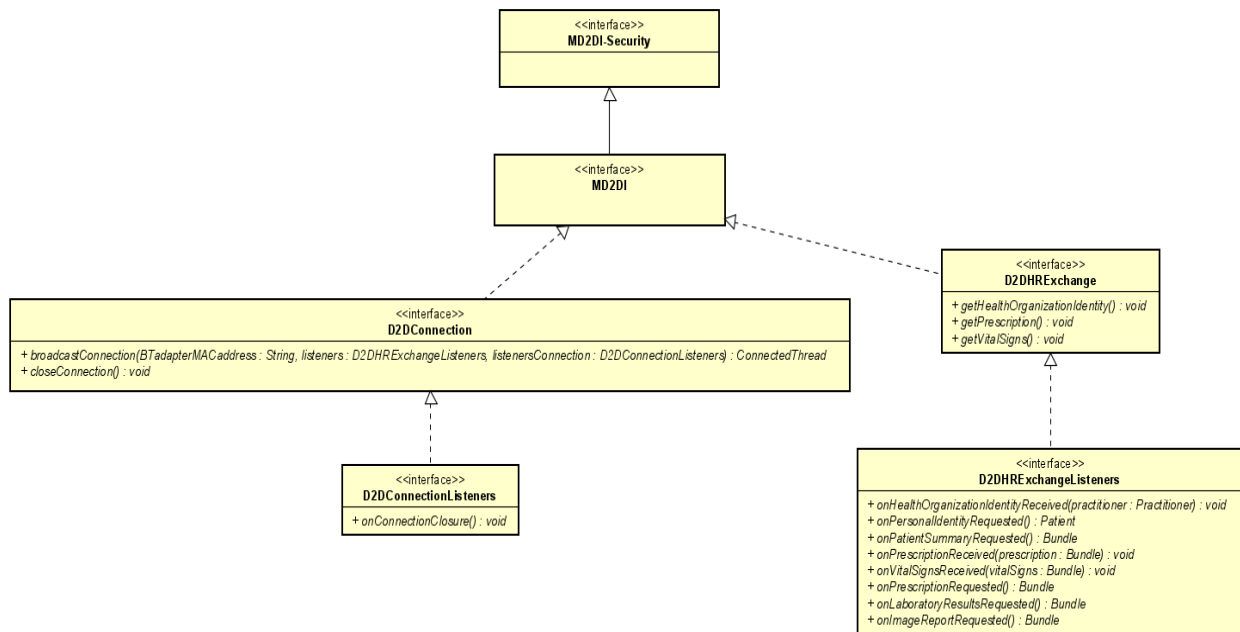 <<interface>>
MD2DI-Security
<<interface>>
MD2DI
<<interface>>
D2DHRExchange
+ getHealthOrganizationIdentity() : void
+ getPrescription() : void
+ getVitalSigns() : void
<<interface>>
D2DConnection
+ broadcastConnection(BTadapterMACaddress : String, listeners : D2DHRExchangeListeners, listenersConnection : D2DConnectionListeners) : ConnectedThread
+ closeConnection() : void
<<interface>>
D2DConnectionListeners
+ onConnectionClosure() : void
<<interface>>
D2DHRExchangeListeners
+ onHealthOrganizationIdentityReceived(practitioner : Practitioner) : void
+ onPersonalIdentityRequested() : Patient
+ onPatientSummaryRequested() : Bundle
+ onPrescriptionReceived(prescription : Bundle) : void
+ onVitalSignsReceived(vitalSigns : Bundle) : void
+ onPrescriptionRequested() : Bundle
+ onLaboratoryResultsRequested() : Bundle
+ onImageReportRequested() : Bundle